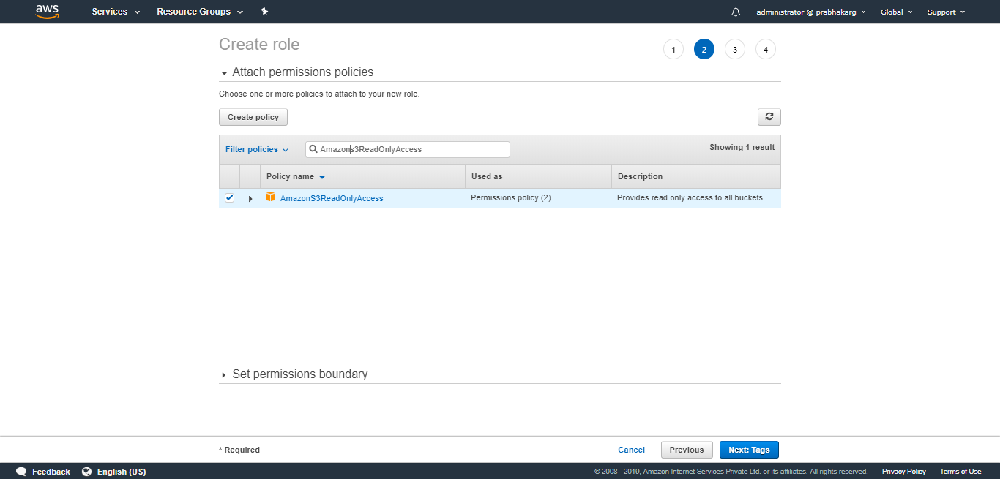 aws Services Resource Groups administrator @ prabhakarg Global Support
Create role
1 2 3 4
Attach permissions policies
Choose one or more policies to attach to your new role.
Create policy
Filter policies Amazons3ReadOnlyAccess Showing 1 result
Policy name Used as Description
AmazonS3ReadOnlyAccess Permissions policy (2) Provides read only access to all buckets ...
Set permissions boundary
* Required Cancel Previous Next: Tags
Feedback English (US) © 2008 - 2019, Amazon Internet Services Private Ltd. or its affiliates. All rights reserved. Privacy Policy Terms of Use